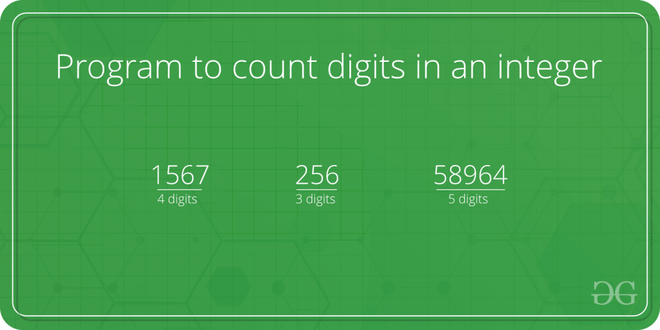 Program to count digits in an integer
1567 256 58964
4 digits 3 digits 5 digits